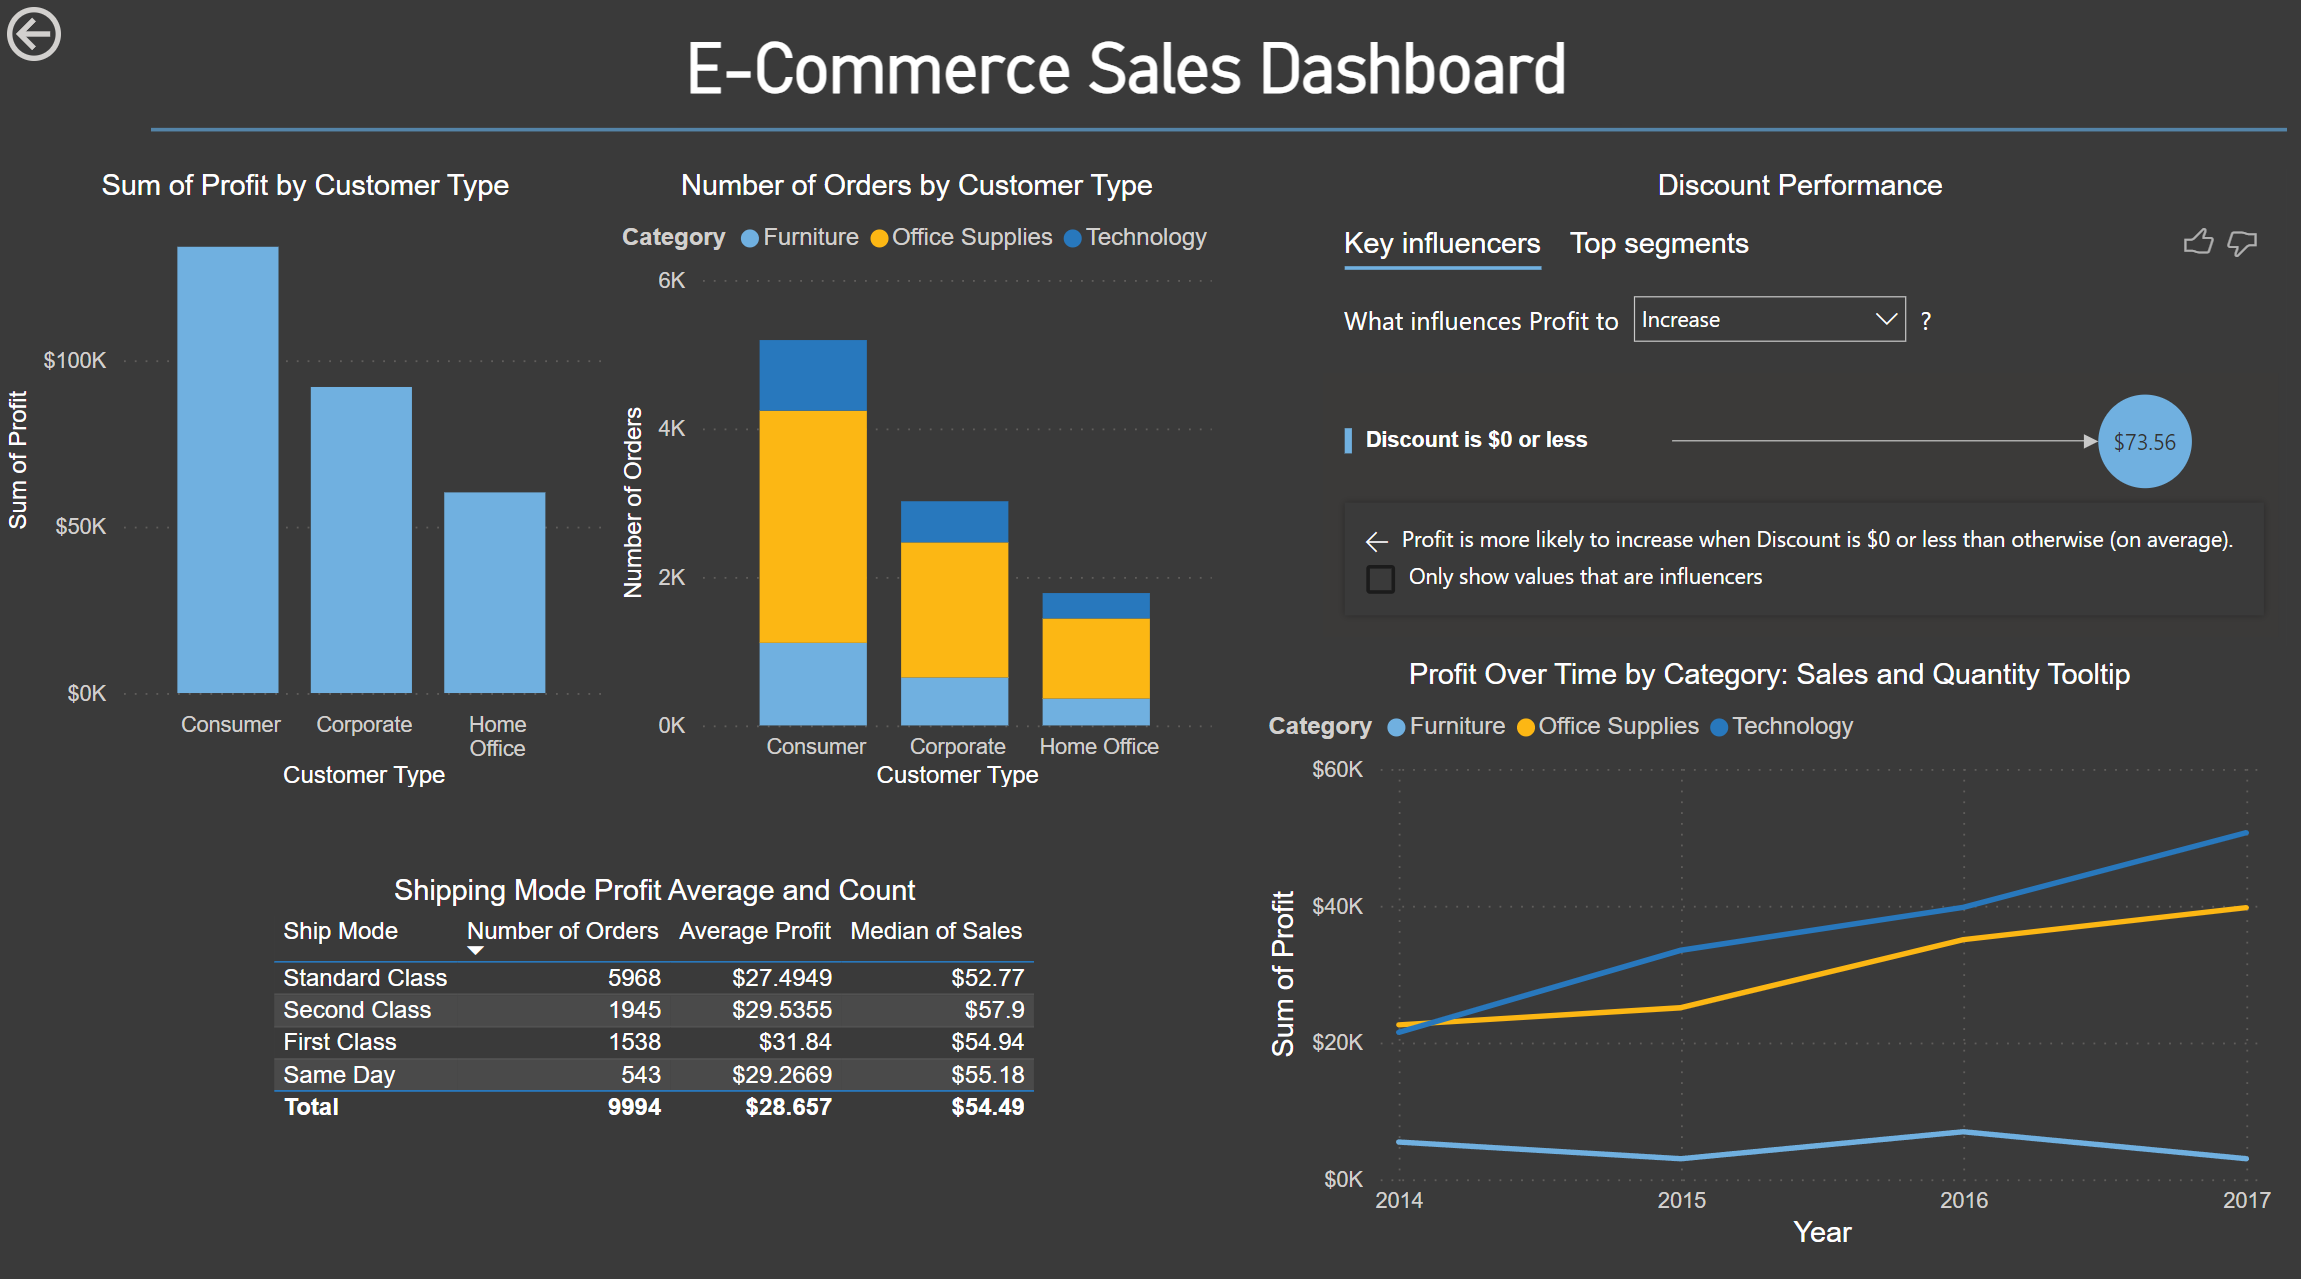 E-Commerce Sales Dashboard
Sum of Profit by Customer Type
Sum of Profit
$100K
$50K
$0K
Consumer Corporate Home
Office
Customer Type
Number of Orders by Customer Type
Category Furniture Office Supplies Technology
Number of Orders
6K
4K
2K
0K
Consumer Corporate Home Office
Customer Type
Discount Performance
Key influencers Top segments
What influences Profit to Increase ?
Discount is $0 or less $73.56
Profit is more likely to increase when Discount is $0 or less than otherwise (on average).
Only show values that are influencers
Shipping Mode Profit Average and Count
Ship Mode Number of Orders Average Profit Median of Sales
Standard Class 5968 $27.4949 $52.77
Second Class 1945 $29.5355 $57.9
First Class 1538 $31.84 $54.94
Same Day 543 $29.2669 $55.18
Total 9994 $28.657 $54.49
Profit Over Time by Category: Sales and Quantity Tooltip
Category Furniture Office Supplies Technology
Sum of Profit
$60K
$40K
$20K
$0K
2014 2015 2016 2017
Year